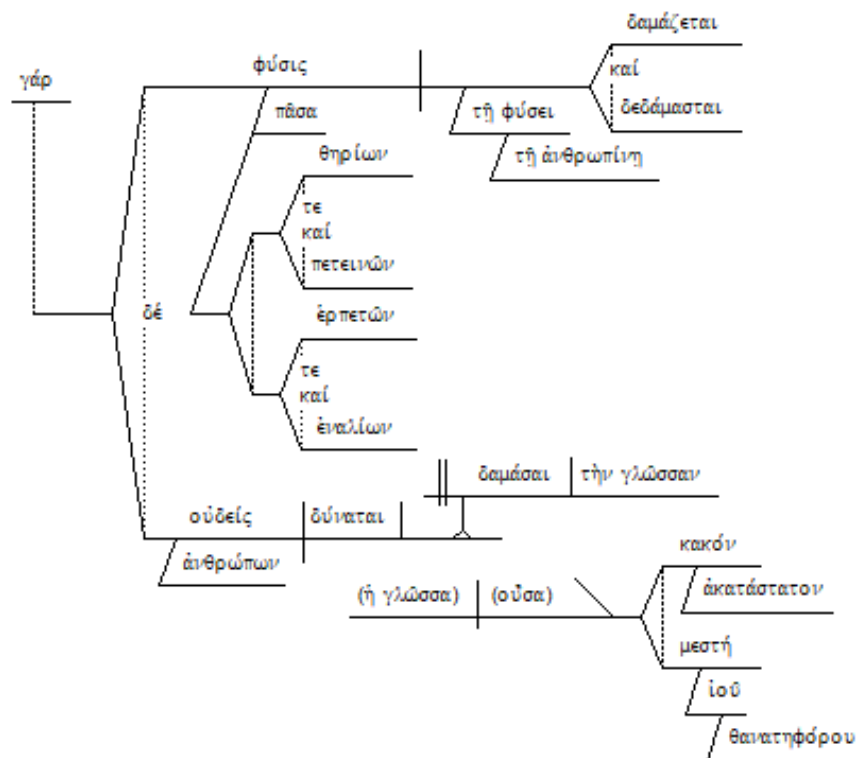 γάρ
φύσις
δαμάζεται
καί
δεδάμασται
πᾶσα
τῇ φύσει
τῇ ἀνθρωπίνῃ
θηρίων
τε
καί
πετεινῶν
δέ
ἑρπετῶν
τε
καί
ἐναλίων
δαμάσαι τὴν γλῶσσαν
οὐδείς δύναται
ἀνθρώπων
(ἡ γλῶσσα) (οὖσα)
κακόν
ἀκατάστατον
μεστή
ἰοῦ
θανατηφόρου